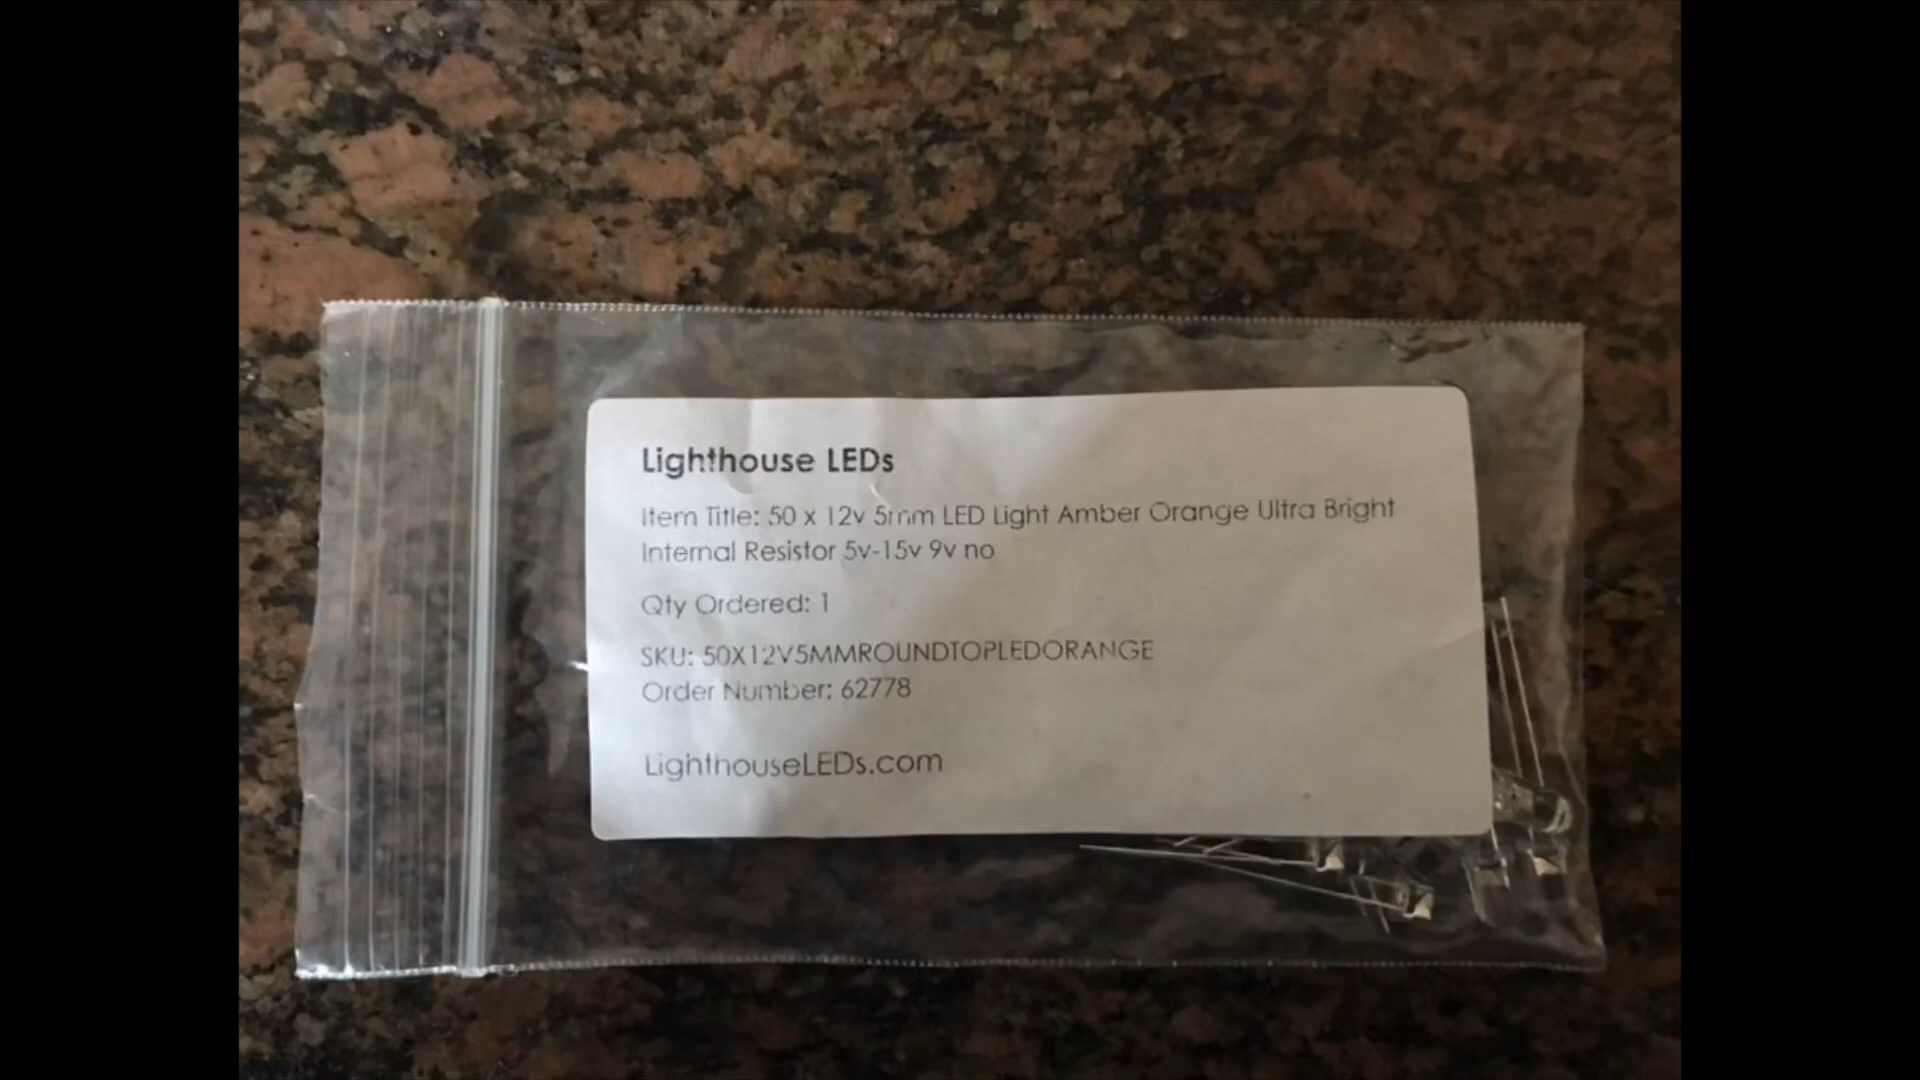 Lighthouse LEDs
Item Title: 50 x 12v 5mm LED Light Amber Orange Ultra Bright
Internal Resistor 5v-15v 9v no
Qty Ordered: 1
SKU: 50X12V5MMROUNDTOPLEDORANGE
Order Number: 62778
LighthouseLEDs.com